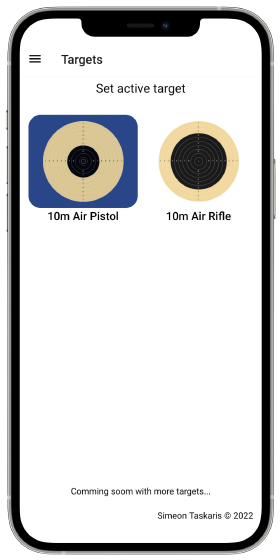 Targets
Set active target
10m Air Pistol
10m Air Rifle
Comming soom with more targets...
Simeon Taskaris © 2022